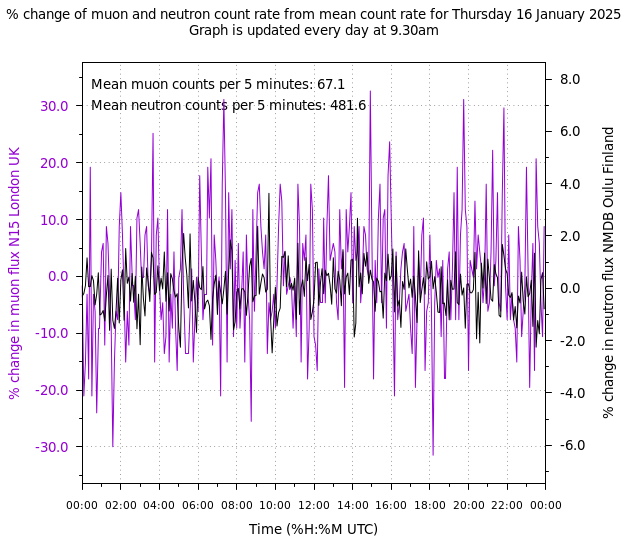 % change of muon and neutron count rate from mean count rate for Thursday 16 January 2025
Graph is updated every day at 9.30am
Mean muon counts per 5 minutes: 67.1
Mean neutron counts per 5 minutes: 481.6
% change in muon flux N15 London UK
30.0
20.0
10.0
0.0
-10.0
-20.0
-30.0
8.0
6.0
4.0
2.0
0.0
-2.0
-4.0
-6.0
% change in neutron flux NMDB Oulu Finland
00:00 02:00 04:00 06:00 08:00 10:00 12:00 14:00 16:00 18:00 20:00 22:00 00:00
Time (%H:%M UTC)